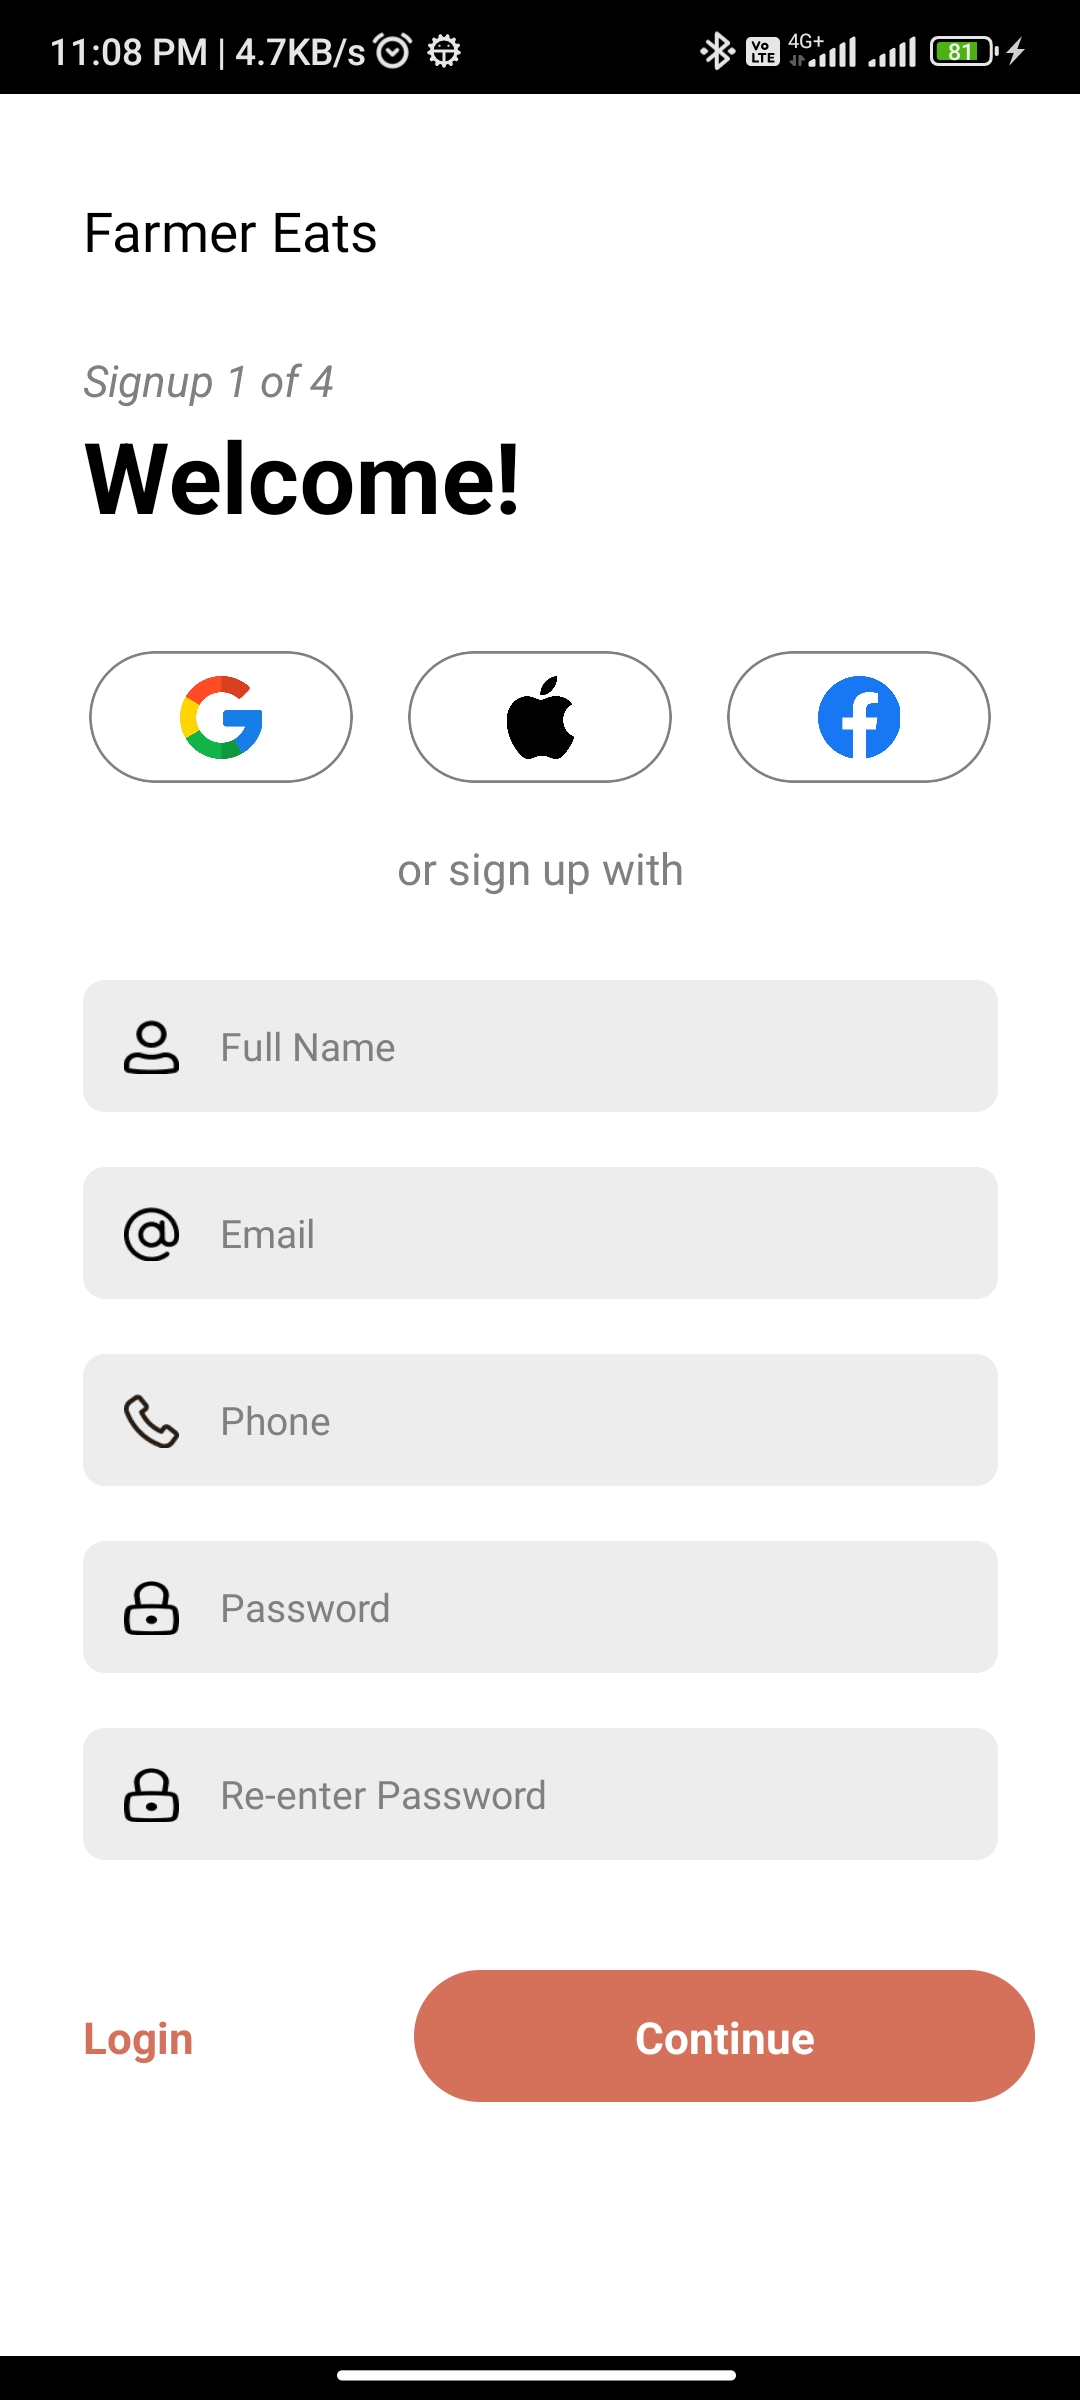 11:08 PM | 4.7KB/s Vo LTE 4G+ 81
Farmer Eats
Signup 1 of 4
Welcome!
or sign up with
Full Name
Email
Phone
Password
Re-enter Password
Login Continue